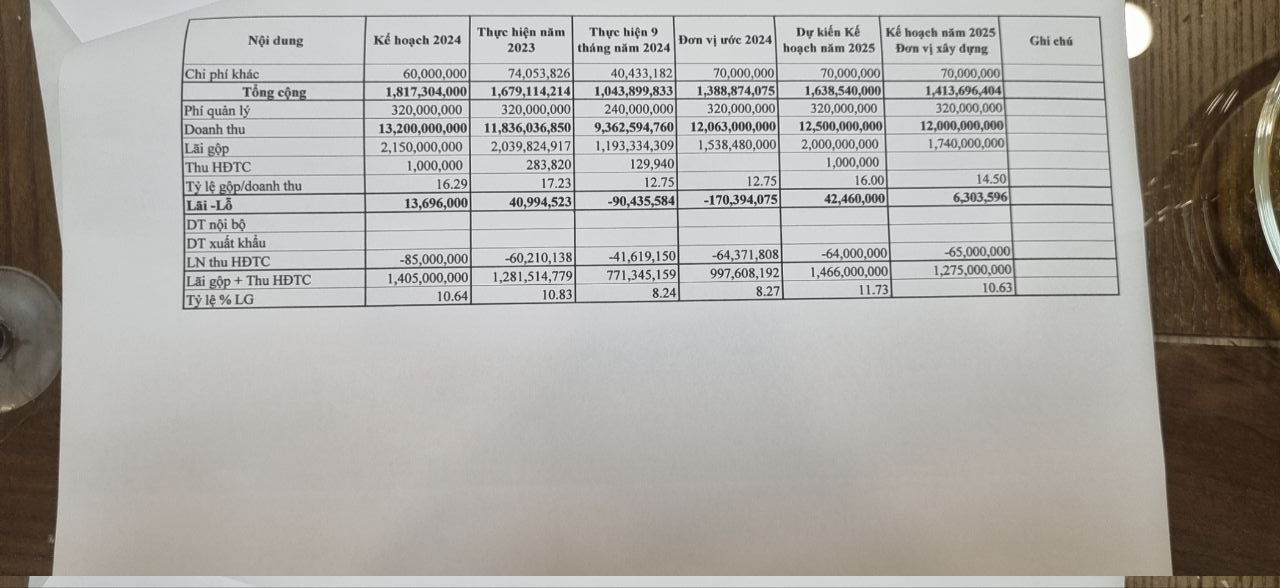 Nội dung Kế hoạch 2024 Thực hiện năm 2023 Thực hiện 9 tháng năm 2024 Đơn vị ước 2024 Dự kiến Kế hoạch năm 2025 Kế hoạch năm 2025 Đơn vị xây dựng Ghi chú
Chi phí khác 60,000,000 74,053,826 40,433,182 70,000,000 70,000,000 70,000,000
Tổng cộng 1,817,304,000 1,679,114,214 1,043,899,833 1,388,874,075 1,638,540,000 1,413,696,404
Phí quản lý 320,000,000 320,000,000 240,000,000 320,000,000 320,000,000 320,000,000
Doanh thu 13,200,000,000 11,836,036,850 9,362,594,760 12,063,000,000 12,500,000,000 12,000,000,000
Lãi gộp 2,150,000,000 2,039,824,917 1,193,334,309 1,538,480,000 2,000,000,000 1,740,000,000
Thu HĐTC 1,000,000 283,820 129,940 1,000,000
Tỷ lệ gộp/doanh thu 16.29 17.23 12.75 12.75 16.00 14.50
Lãi -Lỗ 13,696,000 40,994,523 -90,435,584 -170,394,075 42,460,000 6,303,596
DT nội bộ
DT xuất khẩu
LN thu HĐTC -85,000,000 -60,210,138 -41,619,150 -64,371,808 -64,000,000 -65,000,000
Lãi gộp + Thu HĐTC 1,405,000,000 1,281,514,779 771,345,159 997,608,192 1,466,000,000 1,275,000,000
Tỷ lệ % LG 10.64 10.83 8.24 8.27 11.73 10.63